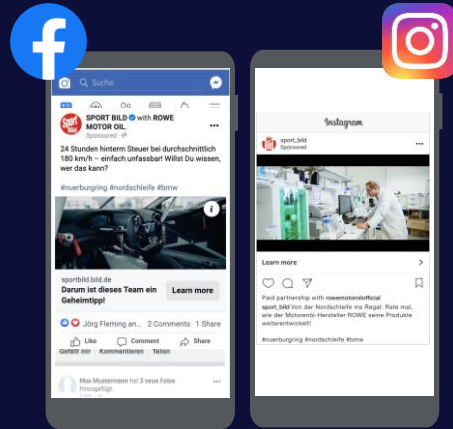 Suche
SPORT BILD with ROWE
MOTOR OIL.
Sponsored
24 Stunden hinterm Steuer bei durchschnittlich
180 km/h – einfach unfassbar! Willst Du wissen,
wer das kann?
#nuerburgring #nordschleife #bmw
sportbild.bild.de
Darum ist dieses Team ein
Geheimtipp!
Learn more
Jörg Fleming an... 2 Comments 1 Share
Like Comment Share
Gefällt mir Kommentieren Teilen
Max Mustermann hat 3 neue Fotos
hinzugefügt.
Instagram
sport_bild
Sponsored
Learn more
Paid partnership with rowemotoroilofficial
sport_bild Von der Nordschleife ins Regal: Rate mal,
wie der Motorenöl-Hersteller ROWE seine Produkte
weiterentwickelt!
#nuerburgring #nordschleife #bmw